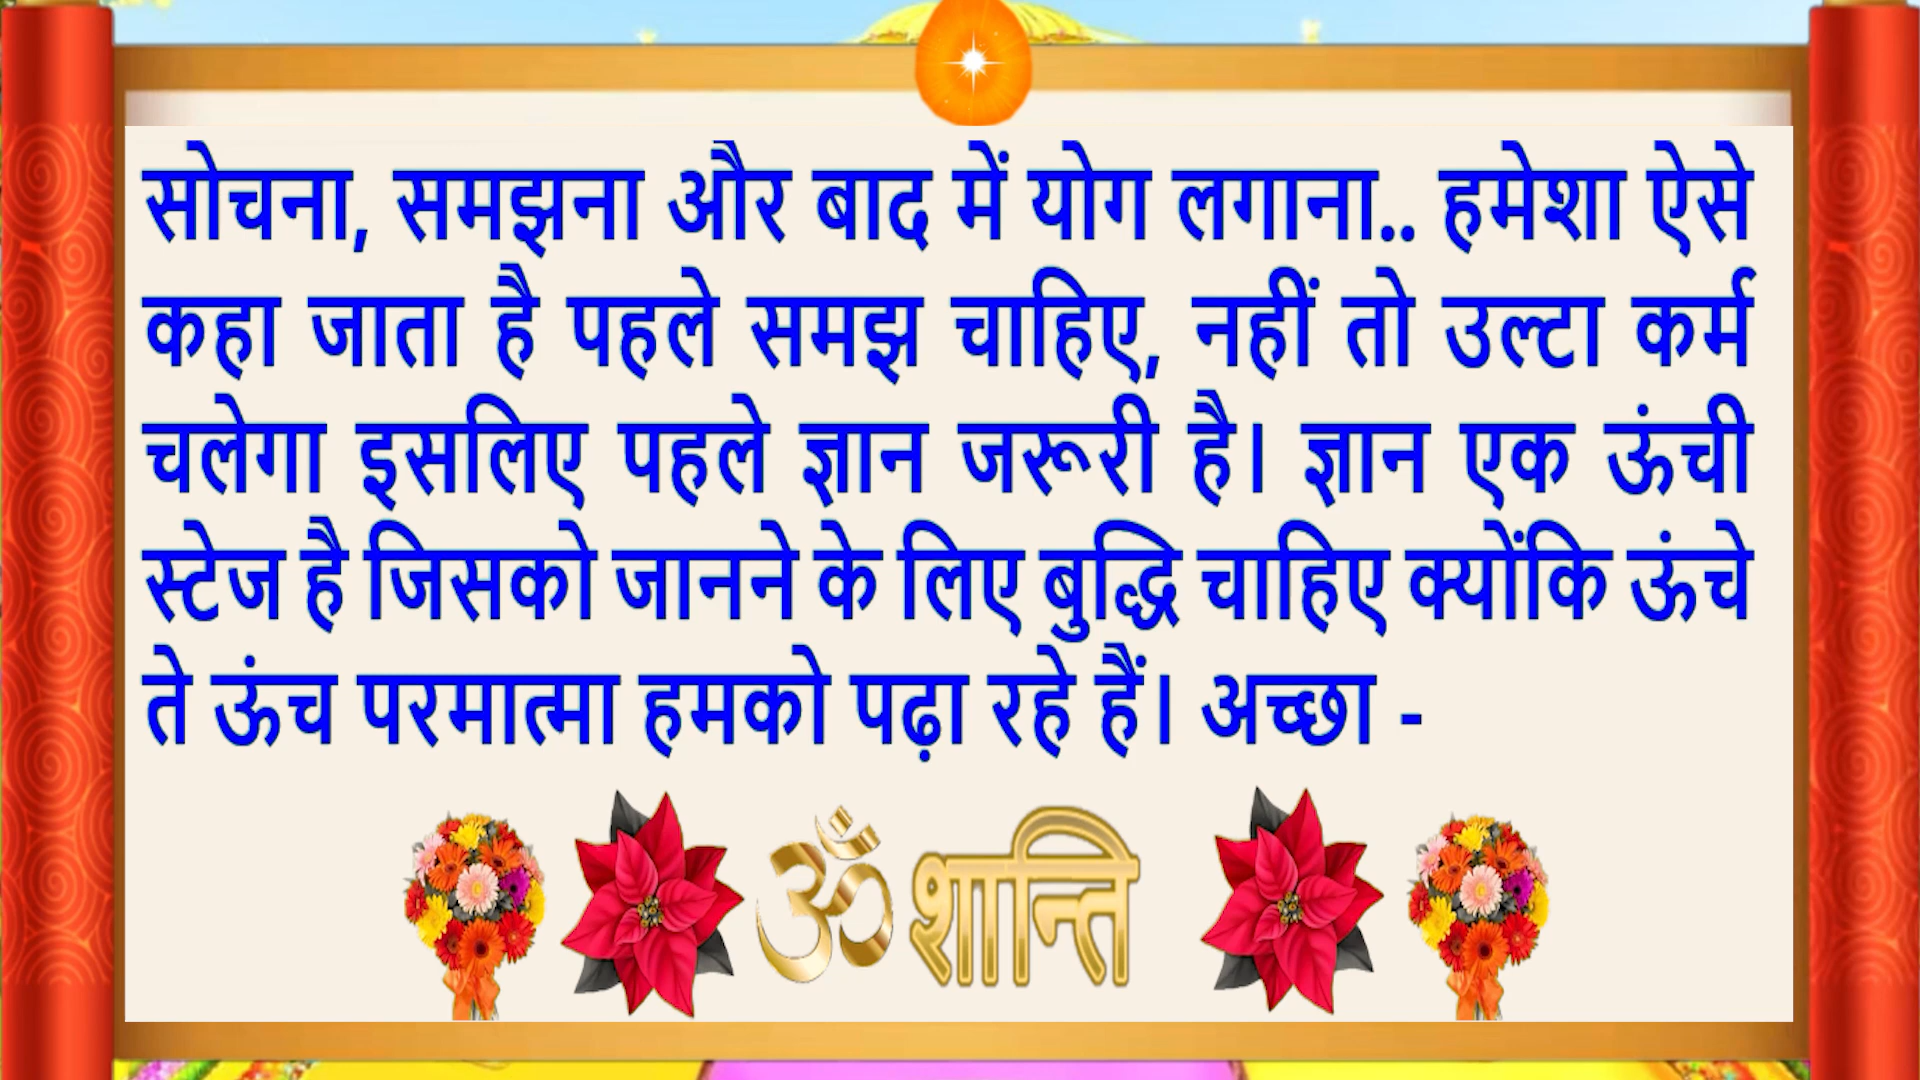 सोचना, समझना और बाद में योग लगाना.. हमेशा ऐसे
कहा जाता है पहले समझ चाहिए, नहीं तो उल्टा कर्म
चलेगा इसलिए पहले ज्ञान जरूरी है। ज्ञान एक ऊंची
स्टेज है जिसको जानने के लिए बुद्धि चाहिए क्योंकि ऊंचे
ते ऊंच परमात्मा हमको पढ़ा रहे हैं। अच्छा -
ॐ शान्ति